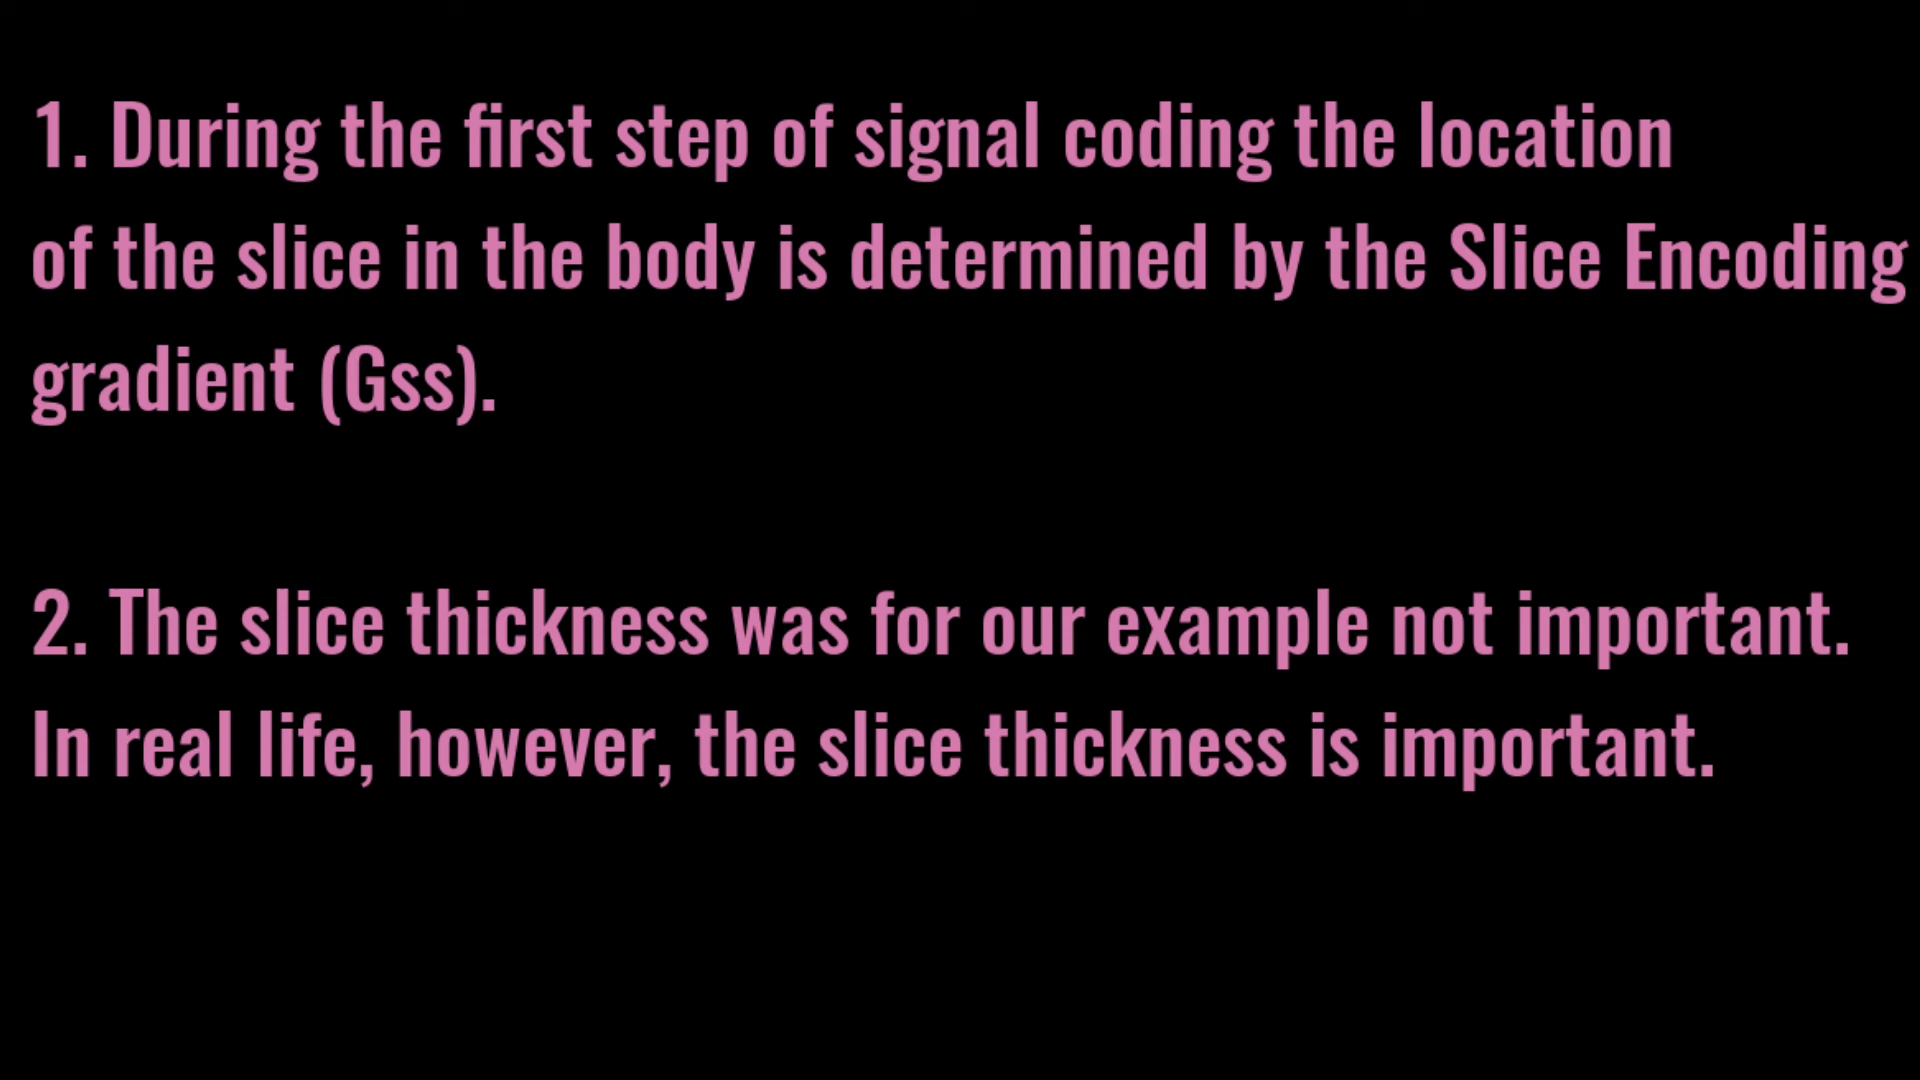 1. During the first step of signal coding the location
of the slice in the body is determined by the Slice Encoding
gradient (Gss).
2. The slice thickness was for our example not important.
In real life, however, the slice thickness is important.